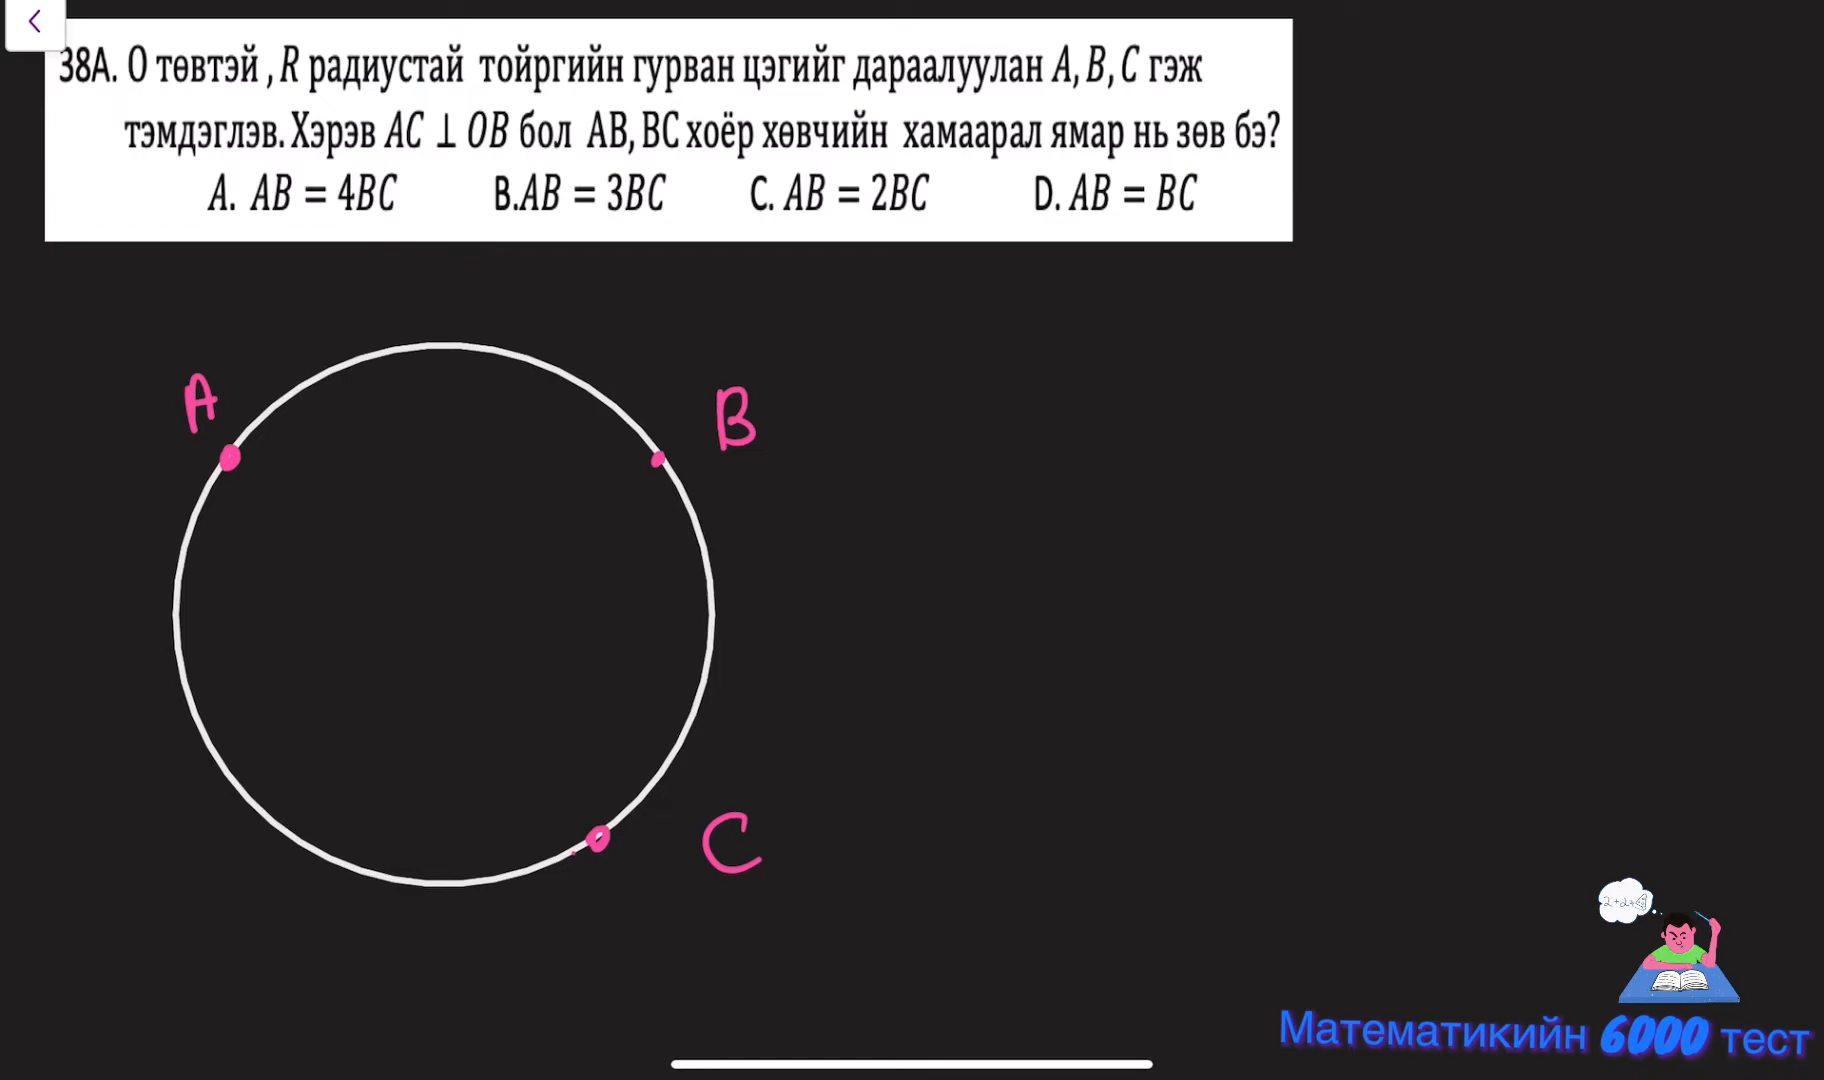 38А. О төвтэй , R радиустай тойргийн гурван цэгийг дараалуулан A, B, C гэж
тэмдэглэв. Хэрэв AC ⊥ OB бол AB, BC хоёр хөвчийн хамаарал ямар нь зөв бэ?
A. AB = 4BC B.AB = 3BC C. AB = 2BC D. AB = BC
A
B
C
Математикийн 6000 тест